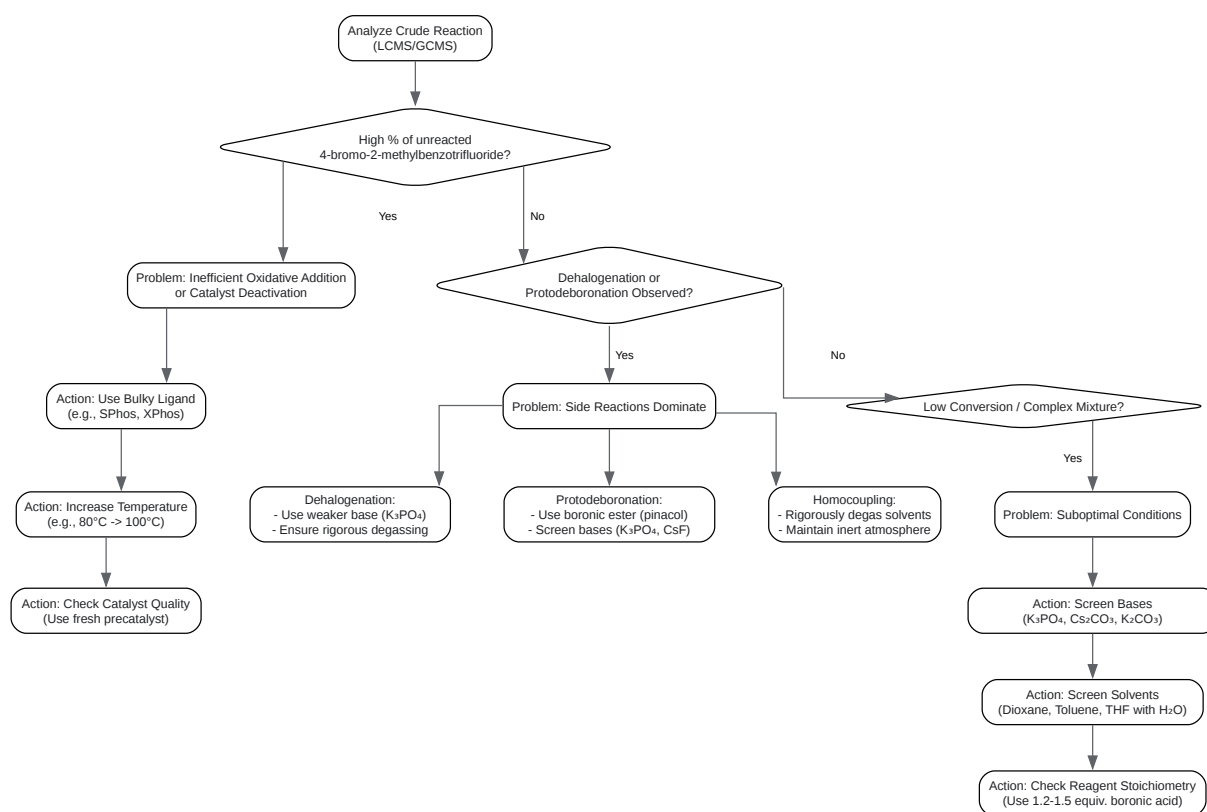 Analyze Crude Reaction
(LCMS/GCMS)
High % of unreacted
4-bromo-2-methylbenzotrifluoride?
Yes
No
Problem: Inefficient Oxidative Addition
or Catalyst Deactivation
Dehalogenation or
Protodeboronation Observed?
Yes
No
Action: Use Bulky Ligand
(e.g., SPhos, XPhos)
Problem: Side Reactions Dominate
Low Conversion / Complex Mixture?
Yes
Action: Increase Temperature
(e.g., 80°C -> 100°C)
Dehalogenation:
- Use weaker base (K₃PO₄)
- Ensure rigorous degassing
Protodeboronation:
- Use boronic ester (pinacol)
- Screen bases (K₃PO₄, CsF)
Homocoupling:
- Rigorously degas solvents
- Maintain inert atmosphere
Problem: Suboptimal Conditions
Action: Check Catalyst Quality
(Use fresh precatalyst)
Action: Screen Bases
(K₃PO₄, Cs₂CO₃, K₂CO₃)
Action: Screen Solvents
(Dioxane, Toluene, THF with H₂O)
Action: Check Reagent Stoichiometry
(Use 1.2-1.5 equiv. boronic acid)